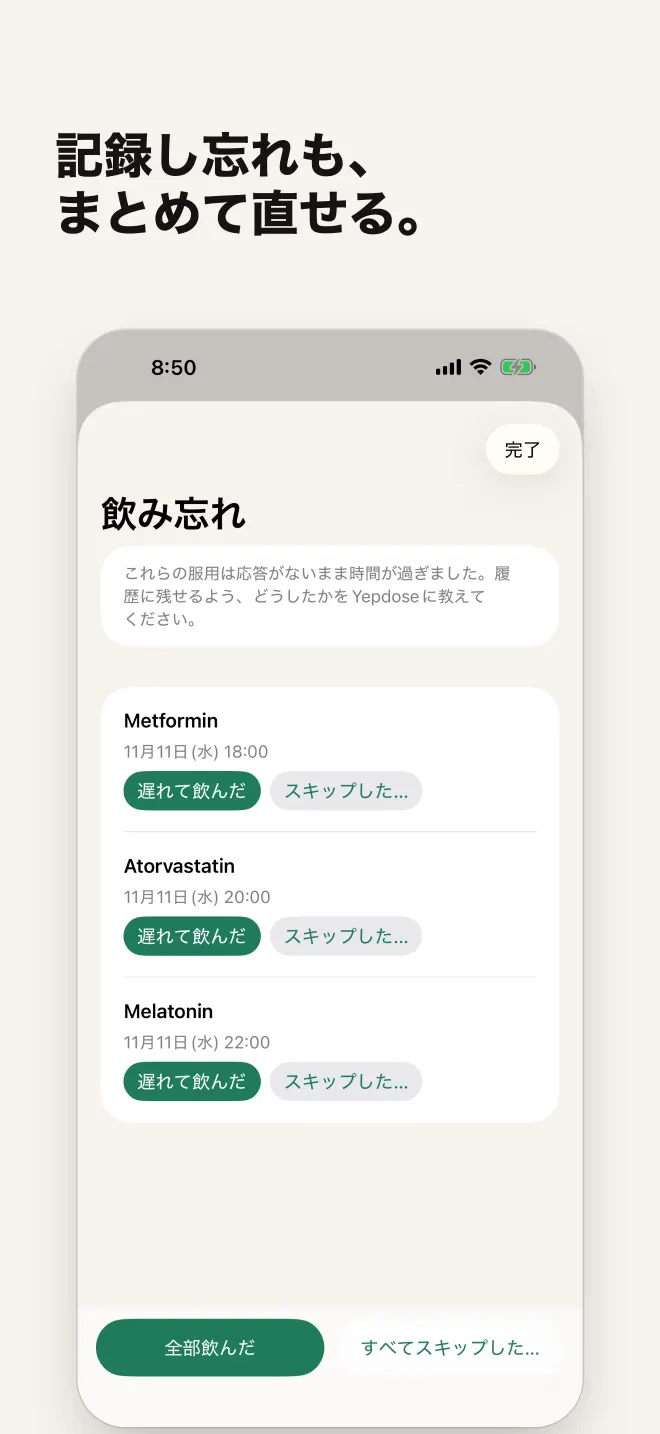 記録し忘れも、
まとめて直せる。
8:50
完了
飲み忘れ
これらの服用は応答がないまま時間が過ぎました。履
歴に残せるよう、どうしたかをYepdoseに教えて
ください。
Metformin
11月11日(水) 18:00
遅れて飲んだ スキップした...
Atorvastatin
11月11日(水) 20:00
遅れて飲んだ スキップした...
Melatonin
11月11日(水) 22:00
遅れて飲んだ スキップした...
全部飲んだ すべてスキップした...